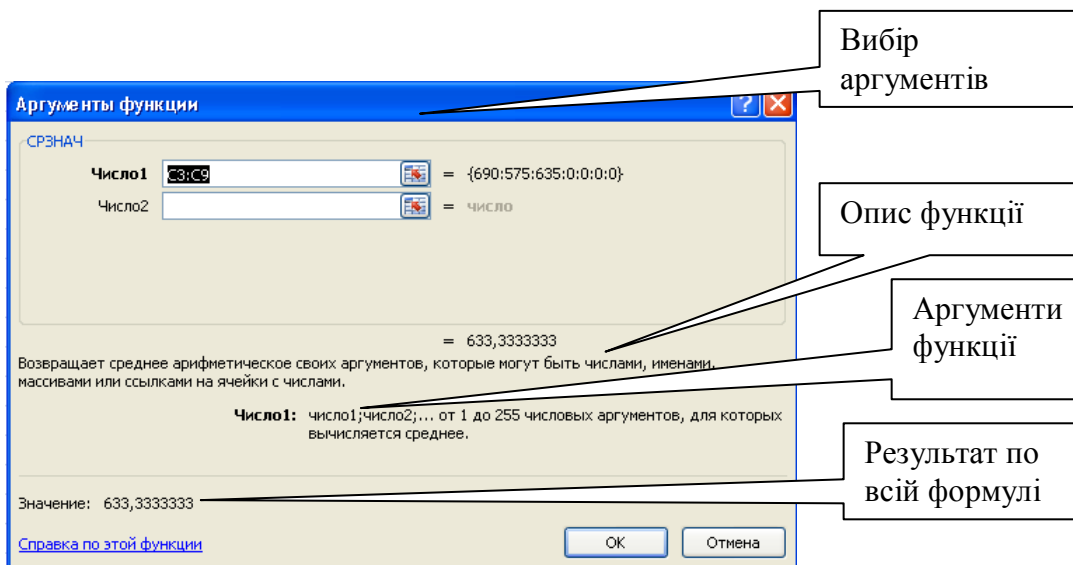 Вибір
аргументів
Аргументы функции
СРЗНАЧ
Число1 C3:C9 = {690:575:635:0:0:0:0}
Число2 = число
Опис функції
Аргументи
функції
= 633,3333333
Возвращает среднее арифметическое своих аргументов, которые могут быть числами, именами,
массивами или ссылками на ячейки с числами.
Число1: число1;число2;... от 1 до 255 числовых аргументов, для которых
вычисляется среднее.
Результат по
всій формулі
Значение: 633,3333333
Справка по этой функции
ОК Отмена